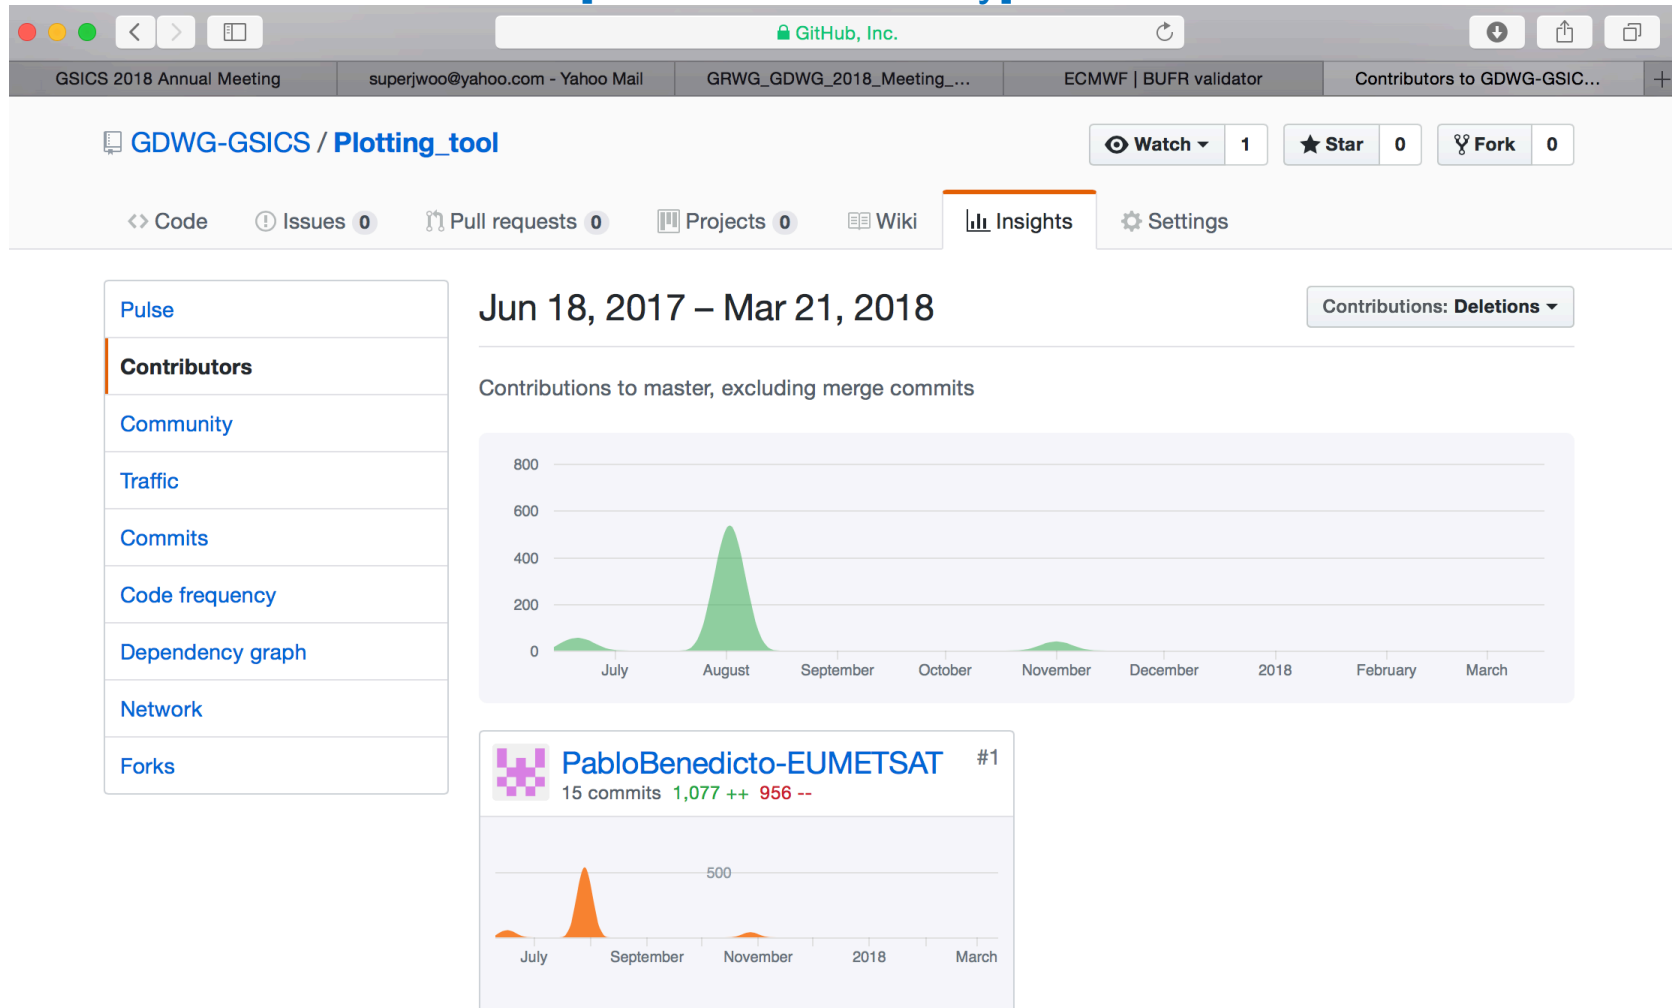 GitHub, Inc.
GSICS 2018 Annual Meeting
superjwoo@yahoo.com - Yahoo Mail
GRWG_GDWG_2018_Meeting_...
ECMWF | BUFR validator
Contributors to GDWG-GSIC...
GDWG-GSICS / Plotting_tool
Watch 1
Star 0
Fork 0
Code
Issues 0
Pull requests 0
Projects 0
Wiki
Insights
Settings
Pulse
Contributors
Community
Traffic
Commits
Code frequency
Dependency graph
Network
Forks
Jun 18, 2017 – Mar 21, 2018
Contributions: Deletions
Contributions to master, excluding merge commits
800
600
400
200
0
July August September October November December 2018 February March
PabloBenedicto-EUMETSAT #1
15 commits 1,077 ++ 956 --
500
July September November 2018 March